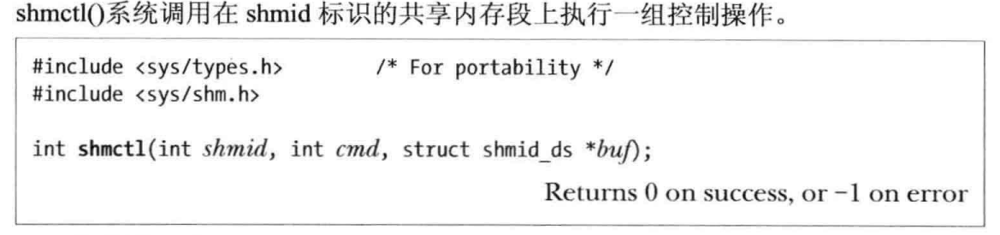 shmctl()系统调用在 shmid 标识的共享内存段上执行一组控制操作。
#include <sys/types.h> /* For portability */
#include <sys/shm.h>
int shmctl(int shmid, int cmd, struct shmid_ds *buf);
Returns 0 on success, or −1 on error